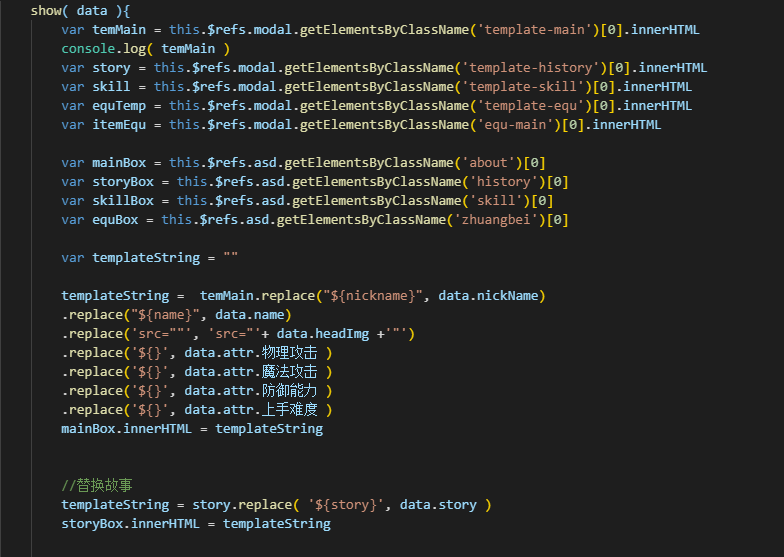 show( data ){
var temMain = this.$refs.modal.getElementsByClassName('template-main')[0].innerHTML
console.log( temMain )
var story = this.$refs.modal.getElementsByClassName('template-history')[0].innerHTML
var skill = this.$refs.modal.getElementsByClassName('template-skill')[0].innerHTML
var equTemp = this.$refs.modal.getElementsByClassName('template-equ')[0].innerHTML
var itemEqu = this.$refs.modal.getElementsByClassName('equ-main')[0].innerHTML
var mainBox = this.$refs.asd.getElementsByClassName('about')[0]
var storyBox = this.$refs.asd.getElementsByClassName('history')[0]
var skillBox = this.$refs.asd.getElementsByClassName('skill')[0]
var equBox = this.$refs.asd.getElementsByClassName('zhuangbei')[0]
var templateString = ""
templateString =  temMain.replace("${nickname}", data.nickName)
.replace("${name}", data.name)
.replace('src=""', 'src="'+ data.headImg +'"')
.replace('${}', data.attr.物理攻击 )
.replace('${}', data.attr.魔法攻击 )
.replace('${}', data.attr.防御能力 )
.replace('${}', data.attr.上手难度 )
mainBox.innerHTML = templateString
//替换故事
templateString = story.replace( '${story}', data.story )
storyBox.innerHTML = templateString